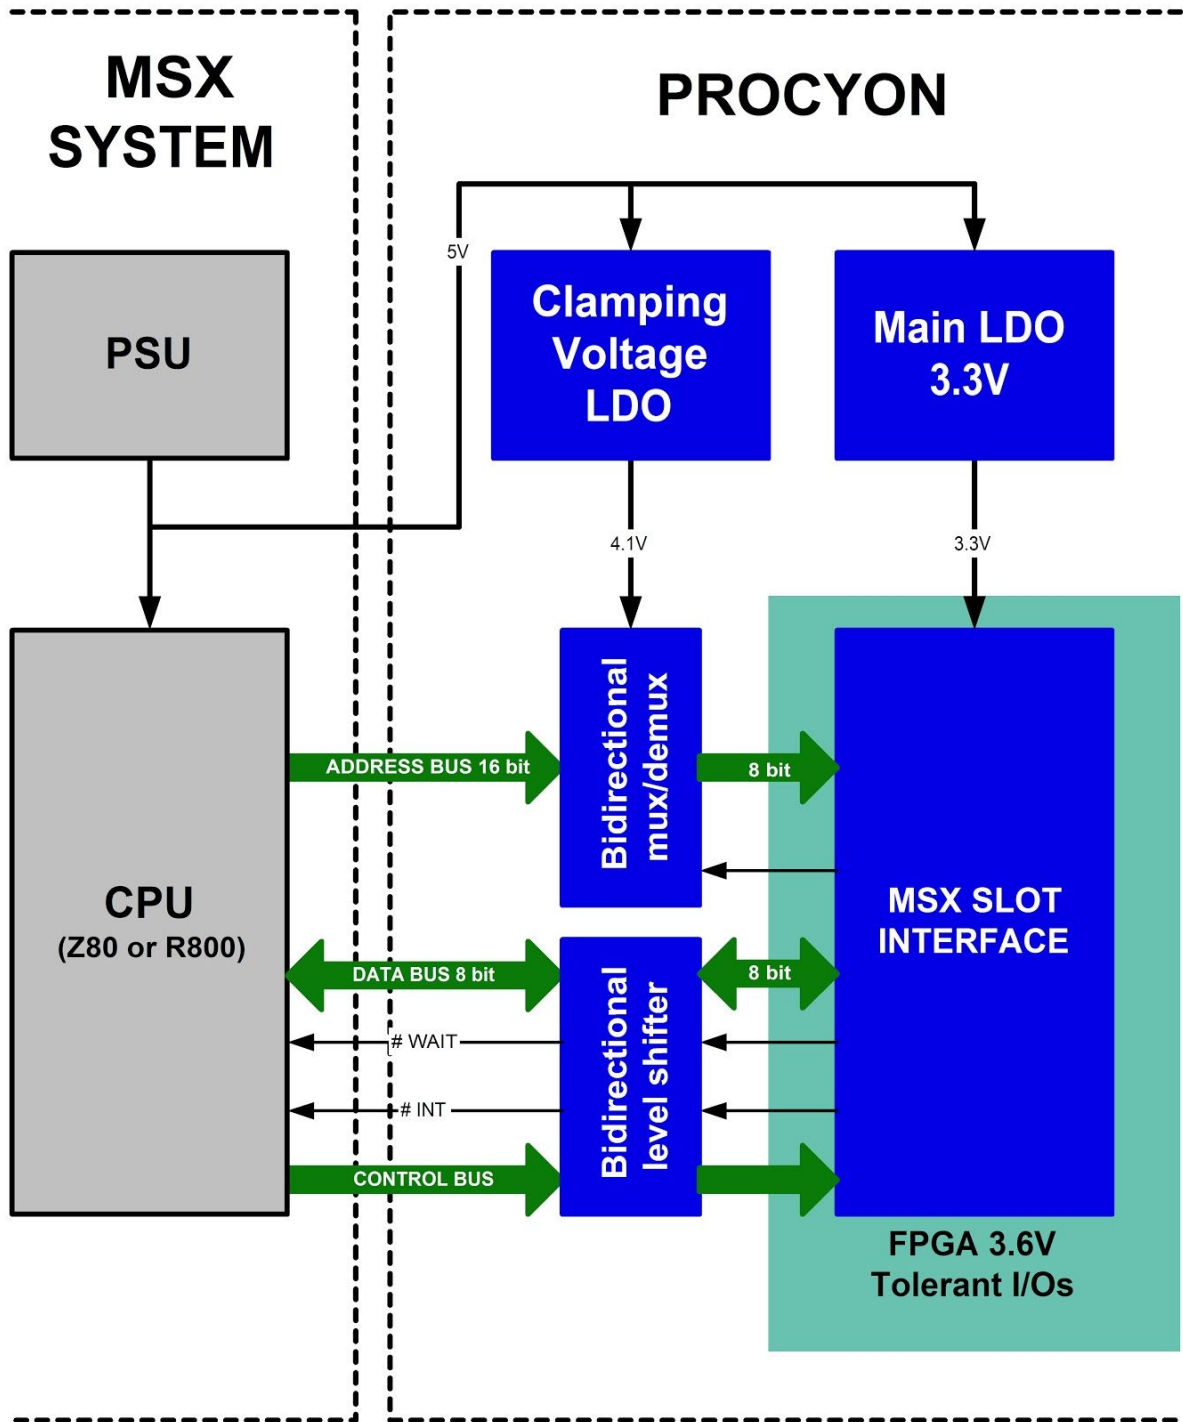 MSX
SYSTEM
PROCYON
5V
PSU
Clamping
Voltage
LDO
Main LDO
3.3V
4.1V
3.3V
CPU
(Z80 or R800)
ADDRESS BUS 16 bit
Bidirectional
mux/demux
8 bit
MSX SLOT
INTERFACE
DATA BUS 8 bit
Bidirectional
level shifter
8 bit
# WAIT
# INT
CONTROL BUS
FPGA 3.6V
Tolerant I/Os